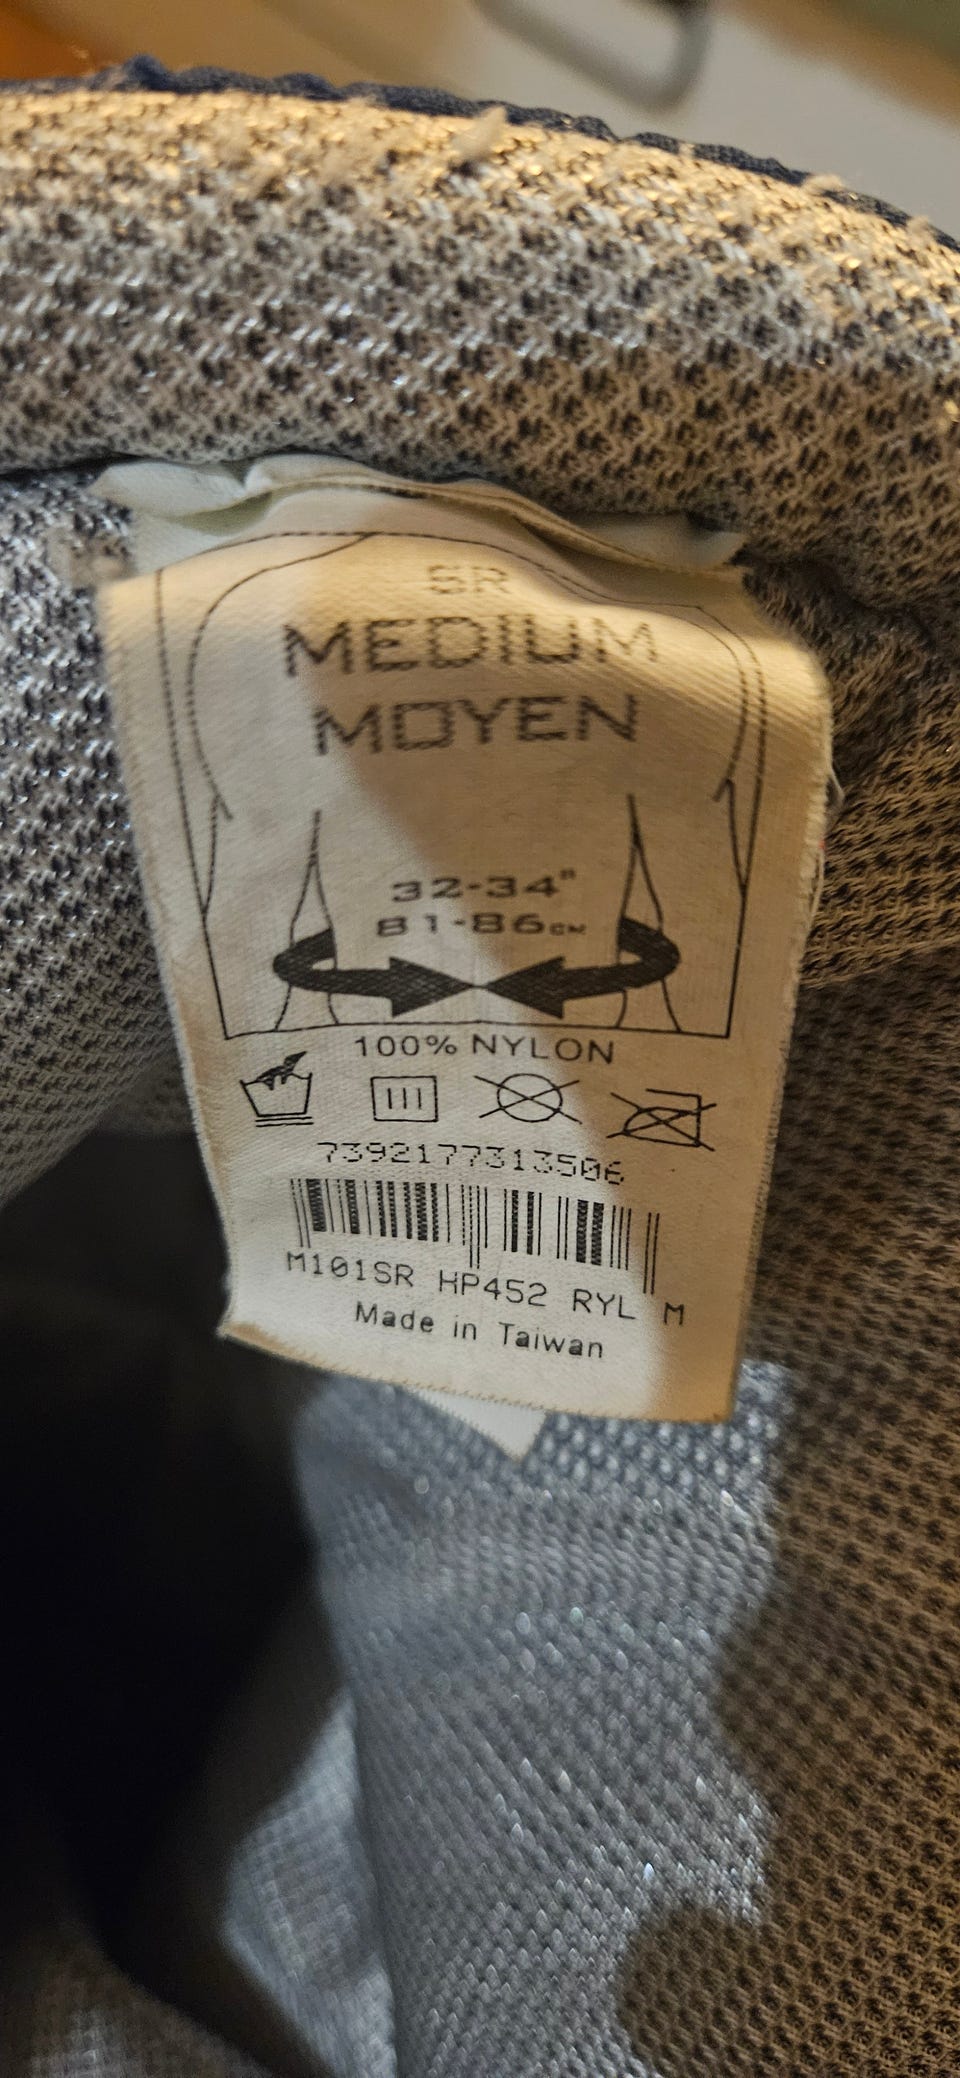 SR
MEDIUM
MOYEN
32-34"
81-86CM
100% NYLON
7392177313506
M101SR HP452 RYL M
Made in Taiwan